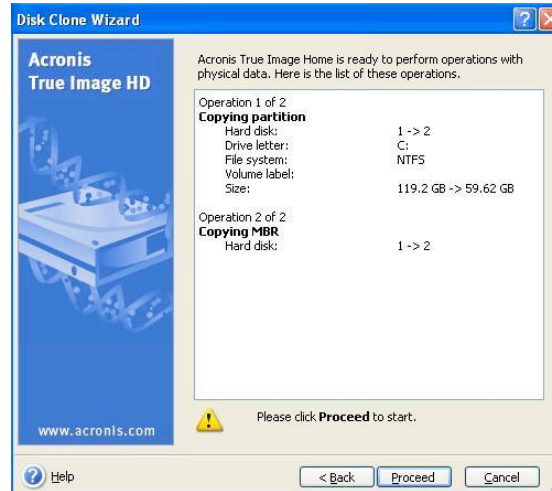 Disk Clone Wizard
Acronis
True Image HD
www.acronis.com
Acronis True Image Home is ready to perform operations with
physical data. Here is the list of these operations.
Operation 1 of 2
Copying partition
Hard disk: 1 -> 2
Drive letter: C:
File system: NTFS
Volume label:
Size: 119.2 GB -> 59.62 GB
Operation 2 of 2
Copying MBR
Hard disk: 1 -> 2
Please click Proceed to start.
Help
< Back
Proceed
Cancel